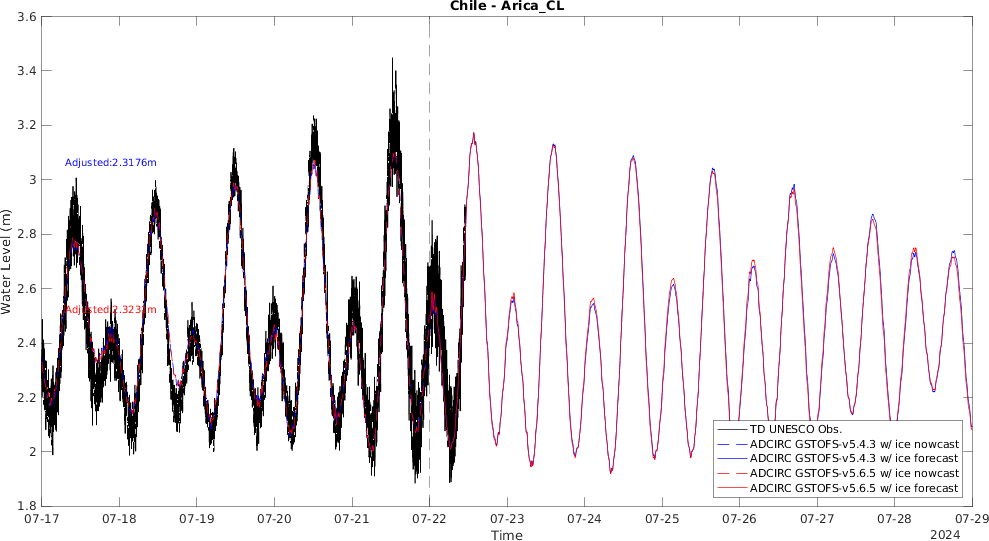 Chile - Arica_CL
3.6
3.4
3.2
3
2.8
2.6
2.4
2.2
2
1.8
Water Level (m)
Adjusted:2.3176m
Adjusted:2.3231m
07-17
07-18
07-19
07-20
07-21
07-22
07-23
07-24
07-25
07-26
07-27
07-28
07-29
Time
2024
TD UNESCO Obs.
ADCIRC GSTOFS-v5.4.3 w/ ice nowcast
ADCIRC GSTOFS-v5.4.3 w/ ice forecast
ADCIRC GSTOFS-v5.6.5 w/ ice nowcast
ADCIRC GSTOFS-v5.6.5 w/ ice forecast